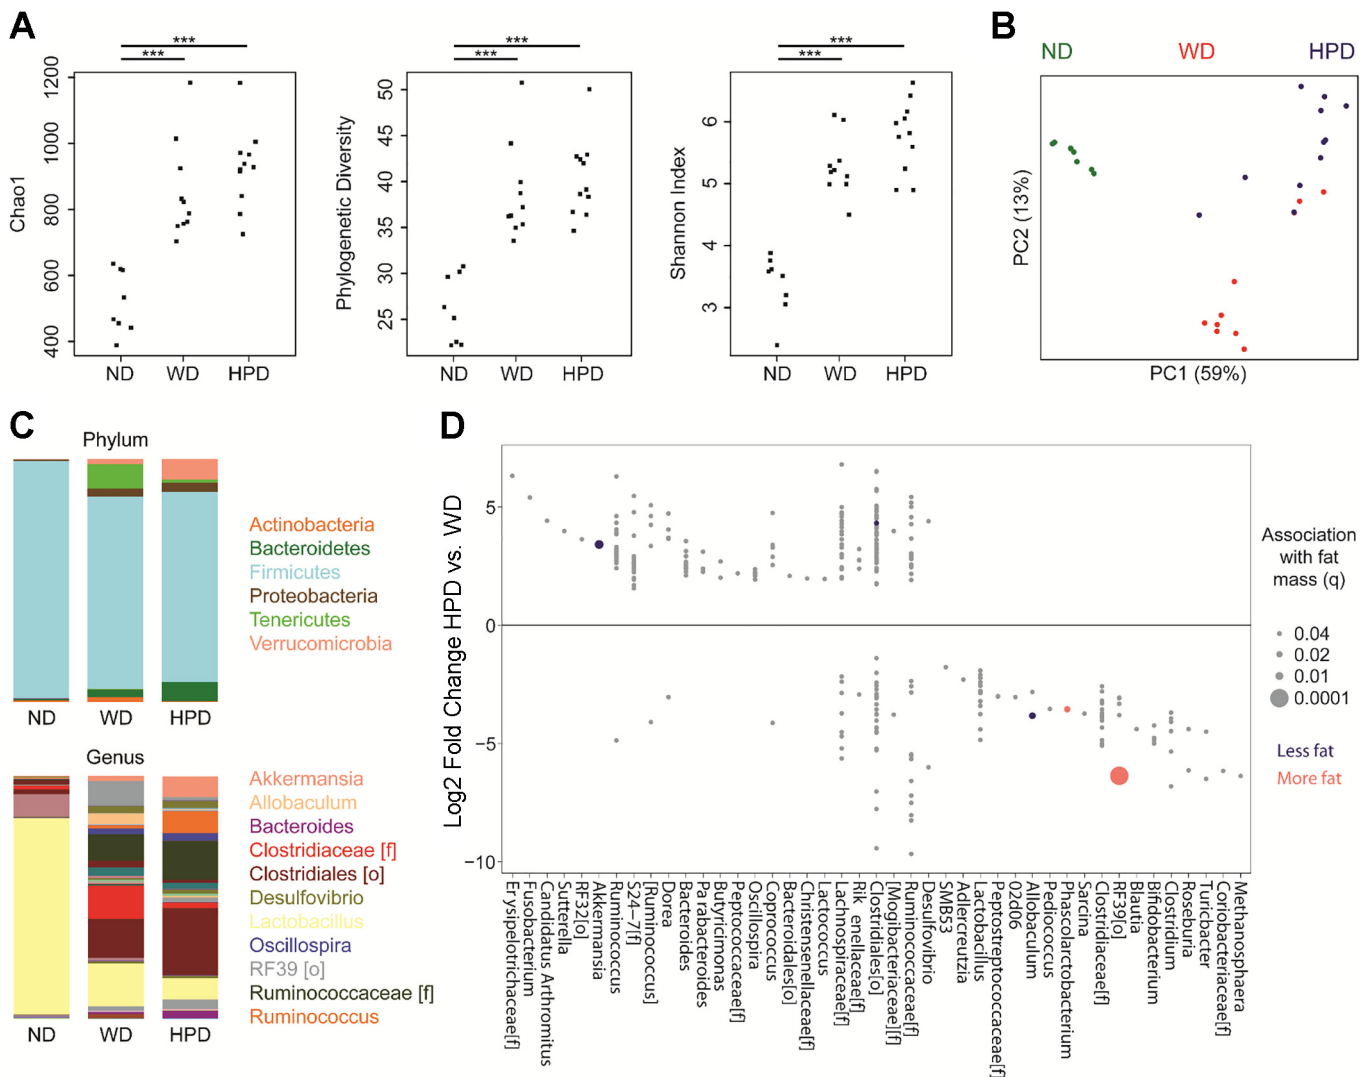 A
***
***
1200
1000
800
600
400
Chao1
ND WD HPD
***
***
50
45
40
35
30
25
Phylogenetic Diversity
ND WD HPD
***
***
6
5
4
3
Shannon Index
ND WD HPD
B
ND WD HPD
PC2 (13%)
PC1 (59%)
C
Phylum
ND WD HPD
Actinobacteria
Bacteroidetes
Firmicutes
Proteobacteria
Tenericutes
Verrucomicrobia
Genus
ND WD HPD
Akkermansia
Allobaculum
Bacteroides
Clostridiaceae [f]
Clostridiales [o]
Desulfovibrio
Lactobacillus
Oscillospira
RF39 [o]
Ruminococcaceae [f]
Ruminococcus
D
Log2 Fold Change HPD vs. WD
5
0
−5
−10
Erysipelotrichaceae[f]
Fusobacterium
Candidatus Arthromitus
Sutterella
RF32[o]
Akkermansia
Ruminococcus
S24−7[f]
[Ruminococcus]
Dorea
Bacteroides
Parabacteroides
Butyricimonas
Peptococcaceae[f]
Oscillospira
Coprococcus
Bacteroidales[o]
Christensenellaceae[f]
Lactococcus
Lachnospiraceae[f]
Rik enellaceae[f]
Clostridiales[o]
[Mogibacteriaceae][f]
Ruminococcaceae[f]
Desulfovibrio
SMB53
Adlercreutzia
Lactobacillus
Peptostreptococcaceae[f]
02d06
Allobaculum
Pediococcus
Phascolarctobacterium
Sarcina
Clostridiaceae[f]
RF39[o]
Blautia
Bifidobacterium
Clostridium
Roseburia
Turicibacter
Coriobacteriaceae[f]
Methanosphaera
Association
with fat
mass (q)
0.04
0.02
0.01
0.0001
Less fat
More fat